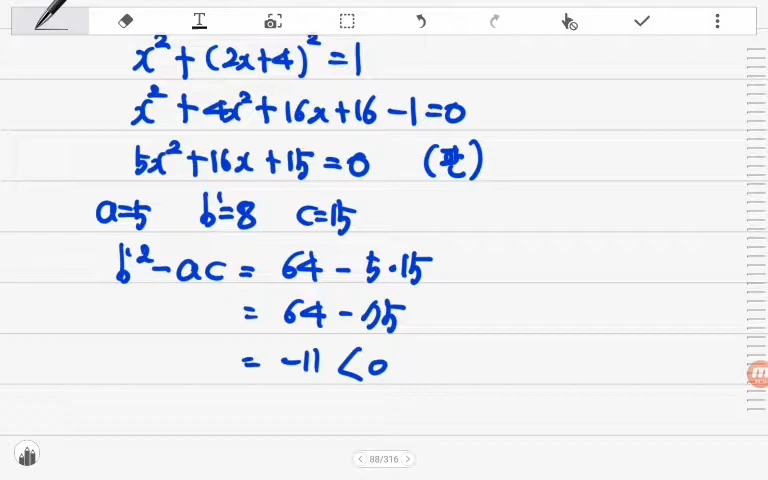 x² + (2x+4)² = 1
x² + 4x² + 16x + 16 - 1 = 0
5x² + 16x + 15 = 0 (판)
a=5 b'=8 c=15
b'² - ac = 64 - 5·15
= 64 - 75
= -11 < 0
88/316